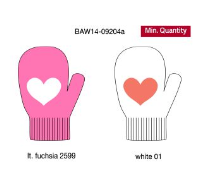 BAW14-09204a
Min. Quantity
lt. fuchsia 2599
white 01